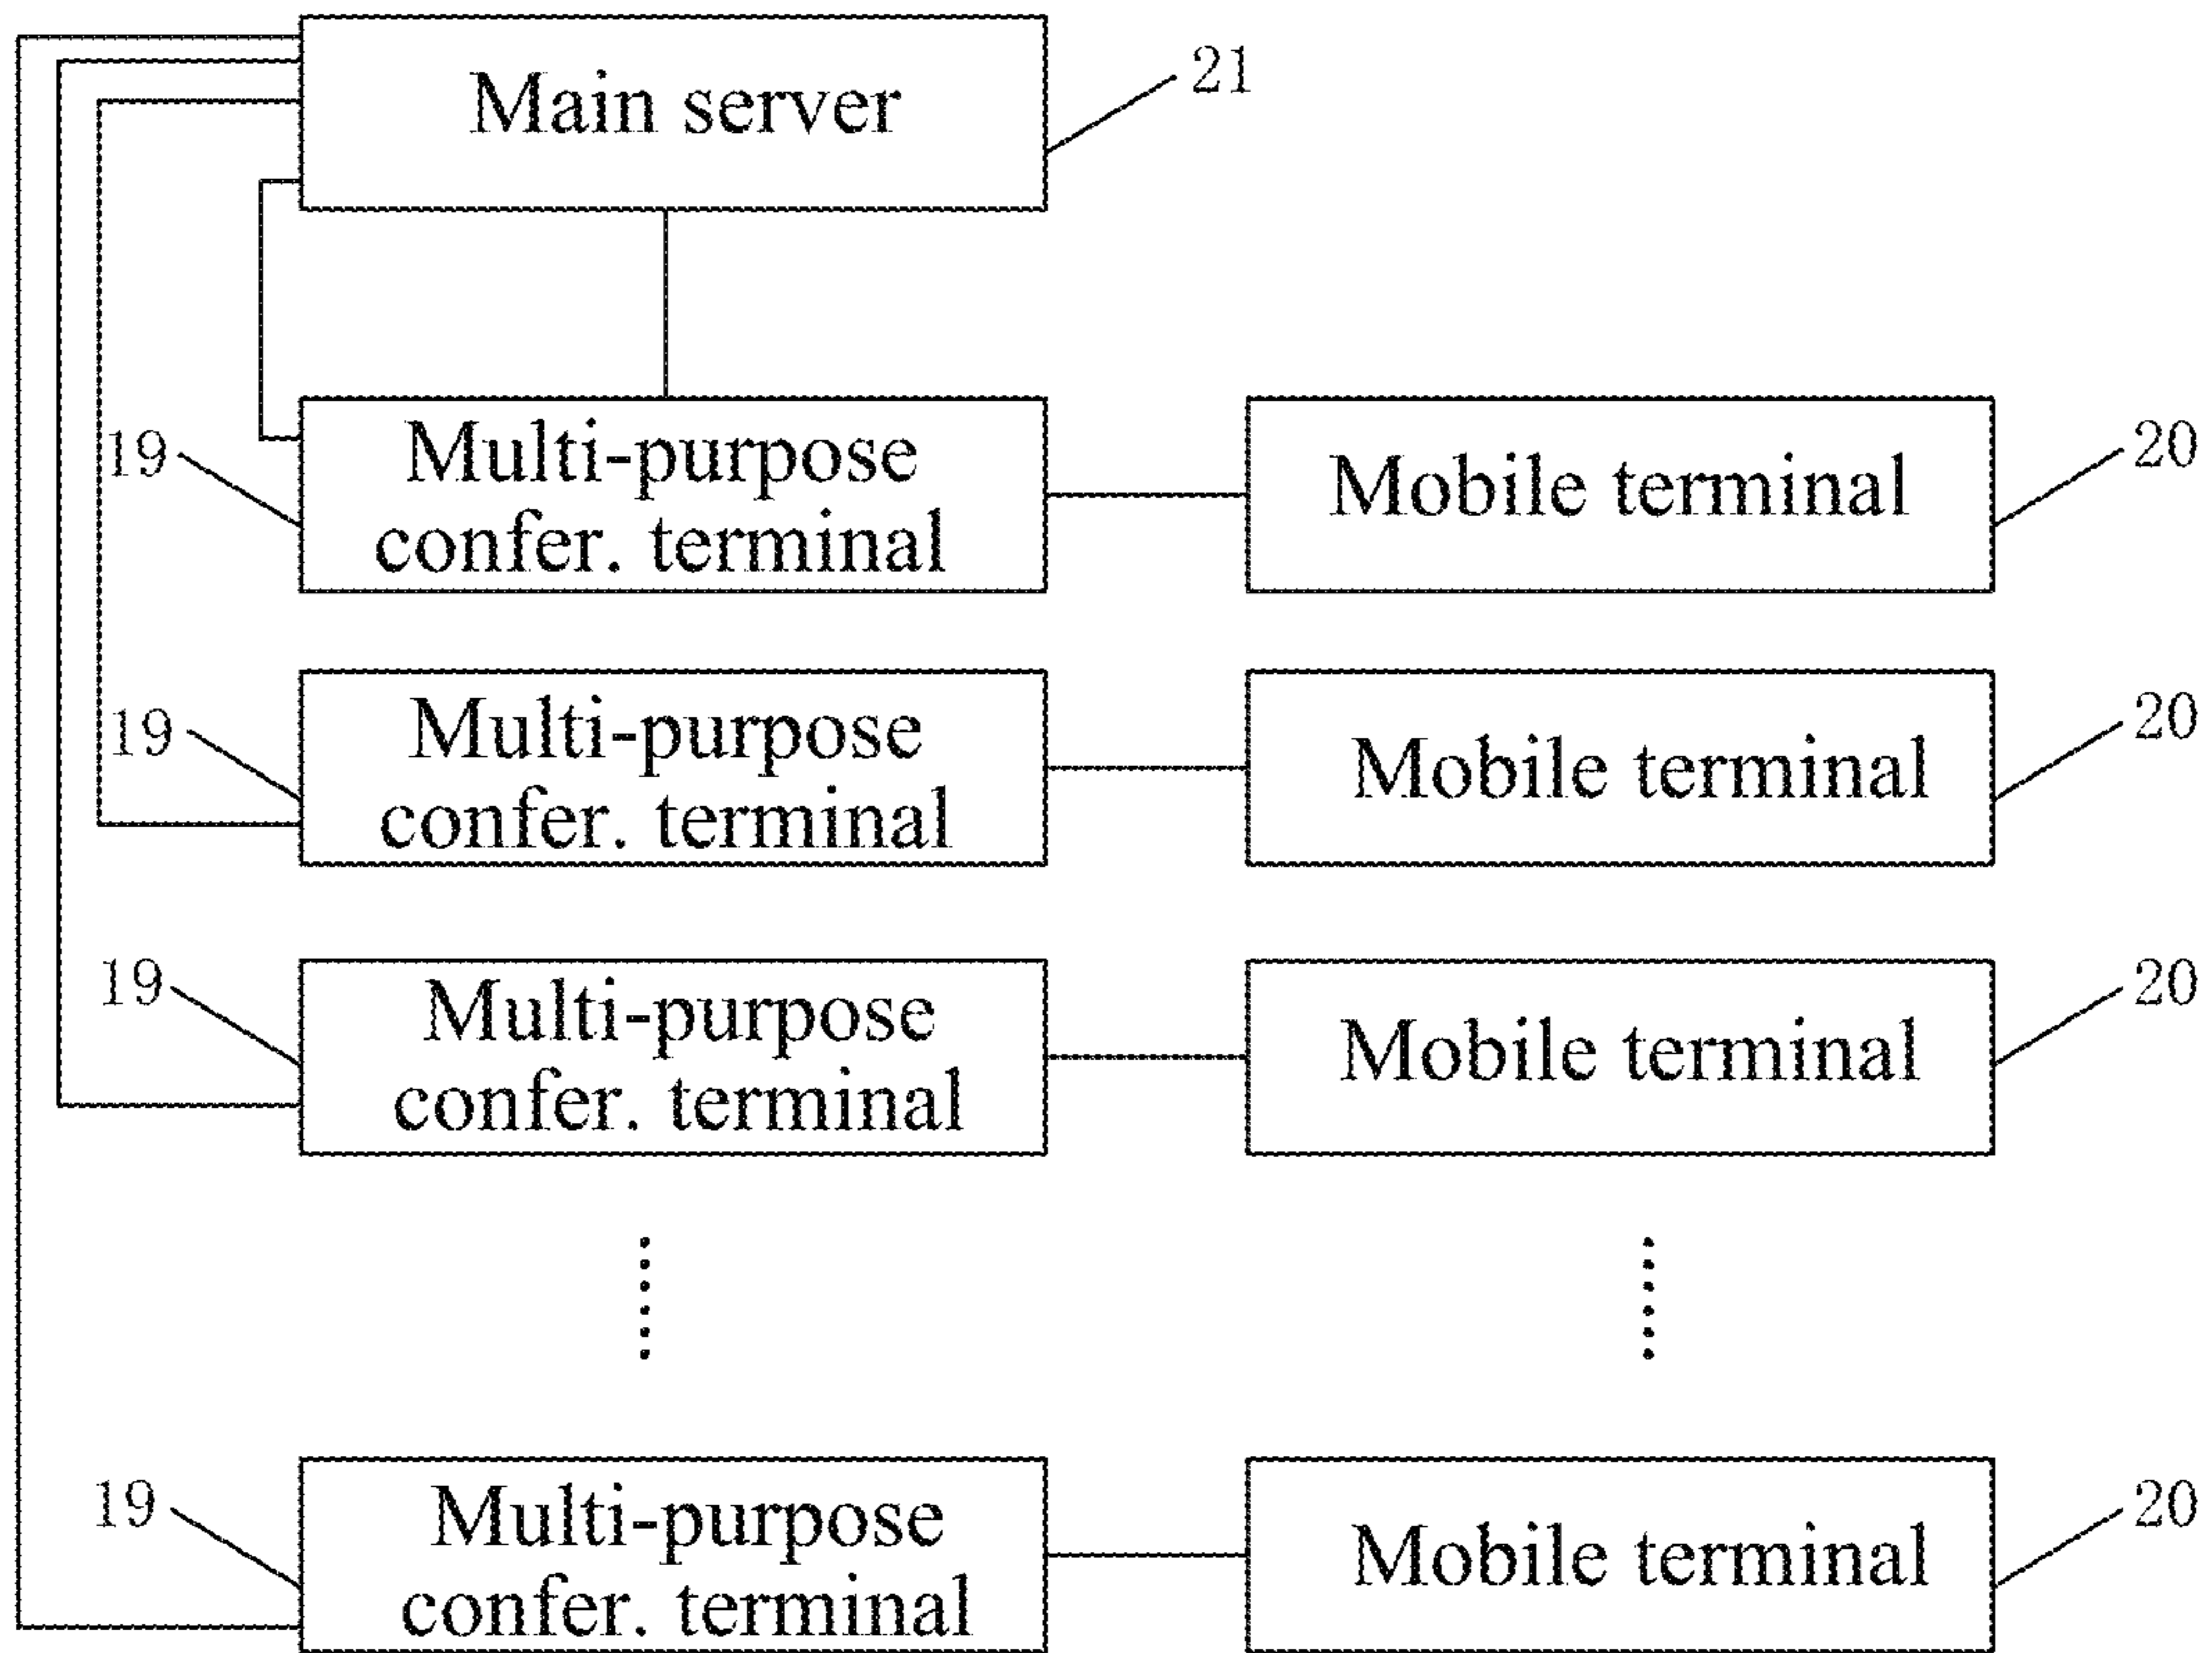 Main server
21
19
Multi-purpose
confer. terminal
Mobile terminal
20
19
Multi-purpose
confer. terminal
Mobile terminal
20
19
Multi-purpose
confer. terminal
Mobile terminal
20
19
Multi-purpose
confer. terminal
Mobile terminal
20